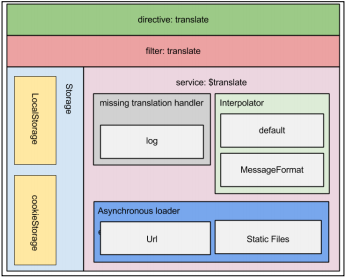 directive: translate
filter: translate
LocalStorage
cookieStorage
Storage
service: $translate
missing translation handler
log
Interpolator
default
MessageFormat
Asynchronous loader
Url
Static Files